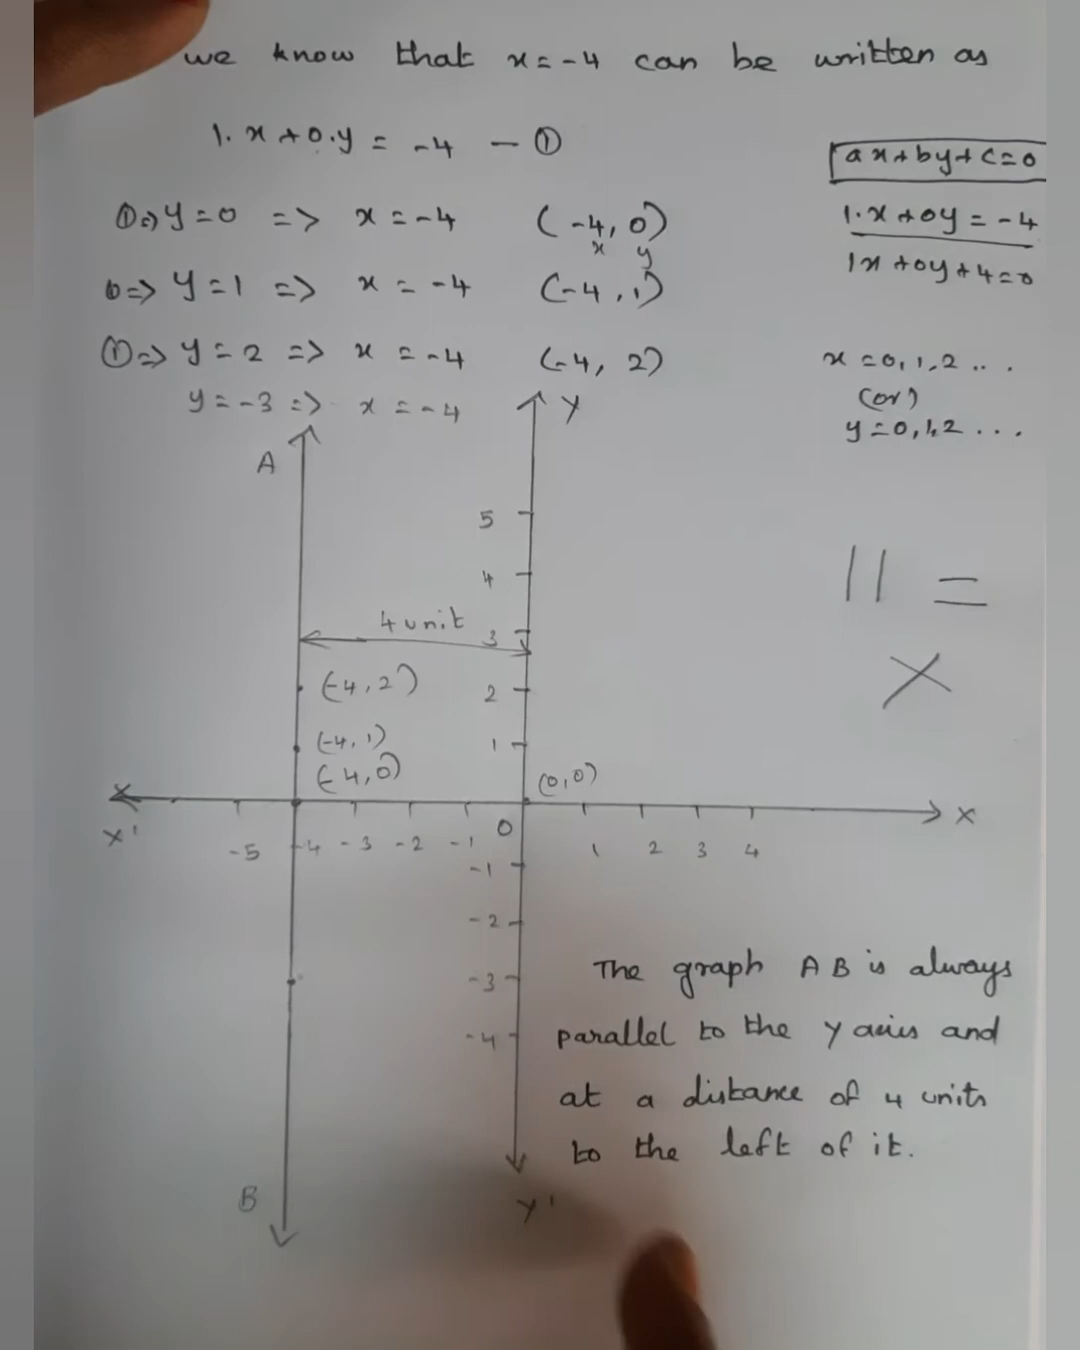 we know that x = -4 can be written as
1. x + 0.y = -4 — ①
①=> y = 0 => x = -4 (-4, 0)
x y
①=> y = 1 => x = -4 (-4, 1)
①=> y = 2 => x = -4 (-4, 2)
y = -3 => x = -4
ax + by + c = 0
1.x + 0y = -4
1x + 0y + 4 = 0
x = 0, 1, 2 .. .
(or)
y = 0, 1, 2 ...
A
Y
5
4
4 unit
3
(-4, 2)
2
(-4, 1)
1
(-4, 0)
(0,0)
X'
X
0
-5 -4 -3 -2 -1 1 2 3 4
-1
-2
-3
-4
|| =
The graph AB is always
parallel to the y axis and
at a distance of 4 units
to the left of it.
B
Y'